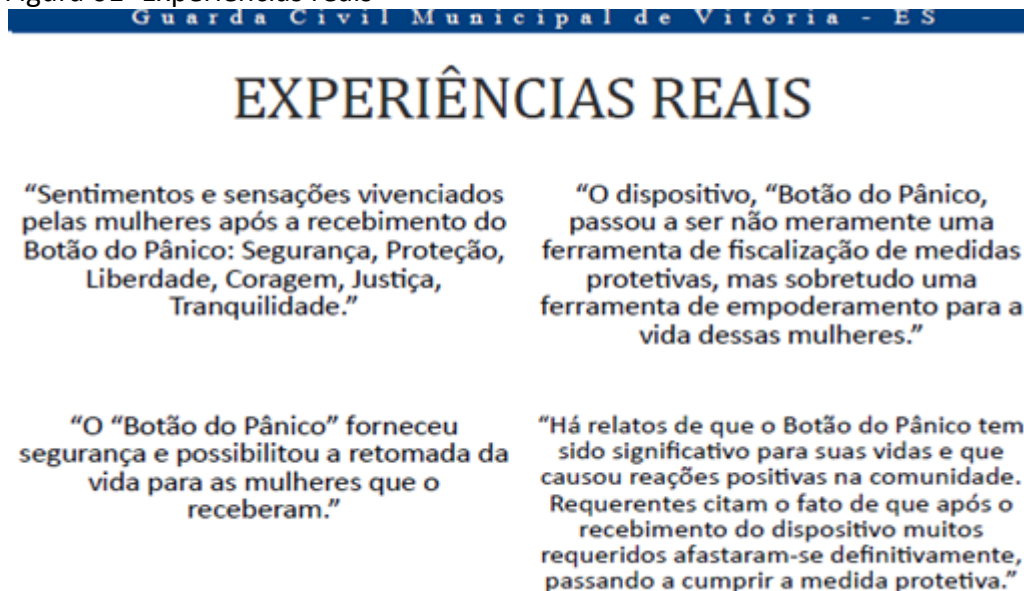 Guarda Civil Municipal de Vitória - ES
EXPERIÊNCIAS REAIS
“Sentimentos e sensações vivenciados
pelas mulheres após a recebimento do
Botão do Pânico: Segurança, Proteção,
Liberdade, Coragem, Justiça,
Tranquilidade.”
“O dispositivo, “Botão do Pânico,
passou a ser não meramente uma
ferramenta de fiscalização de medidas
protetivas, mas sobretudo uma
ferramenta de empoderamento para a
vida dessas mulheres.”
“O “Botão do Pânico” forneceu
segurança e possibilitou a retomada da
vida para as mulheres que o
receberam.”
“Há relatos de que o Botão do Pânico tem
sido significativo para suas vidas e que
causou reações positivas na comunidade.
Requerentes citam o fato de que após o
recebimento do dispositivo muitos
requeridos afastaram-se definitivamente,
passando a cumprir a medida protetiva.”